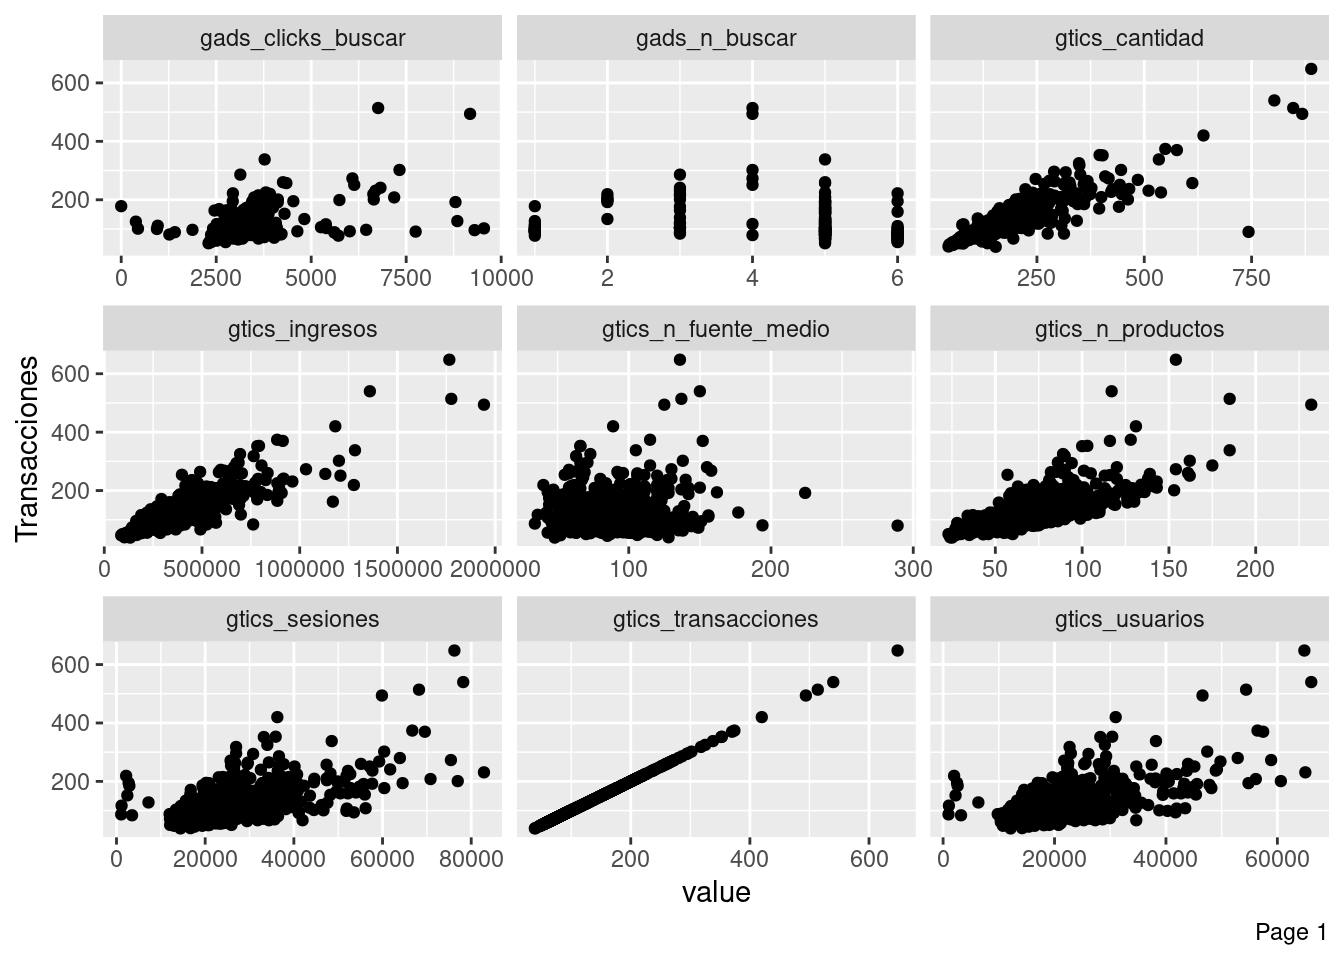 gads_clicks_buscar gads_n_buscar gtics_cantidad
600
400
200
0 2500 5000 7500 10000 2 4 6 250 500 750
gtics_ingresos gtics_n_fuente_medio gtics_n_productos
600
400
200
0 500000 1000000 1500000 2000000 100 200 300 50 100 150 200
Transacciones
gtics_sesiones gtics_transacciones gtics_usuarios
600
400
200
0 20000 40000 60000 80000 200 400 600 0 20000 40000 60000
value
Page 1